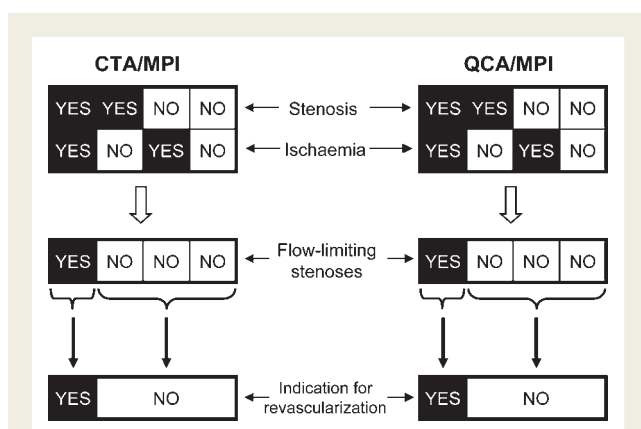 CTA/MPI QCA/MPI
YES YES NO NO Stenosis YES YES NO NO
YES NO YES NO Ischaemia YES NO YES NO
YES NO NO NO Flow-limiting stenoses YES NO NO NO
YES NO Indication for revascularization YES NO